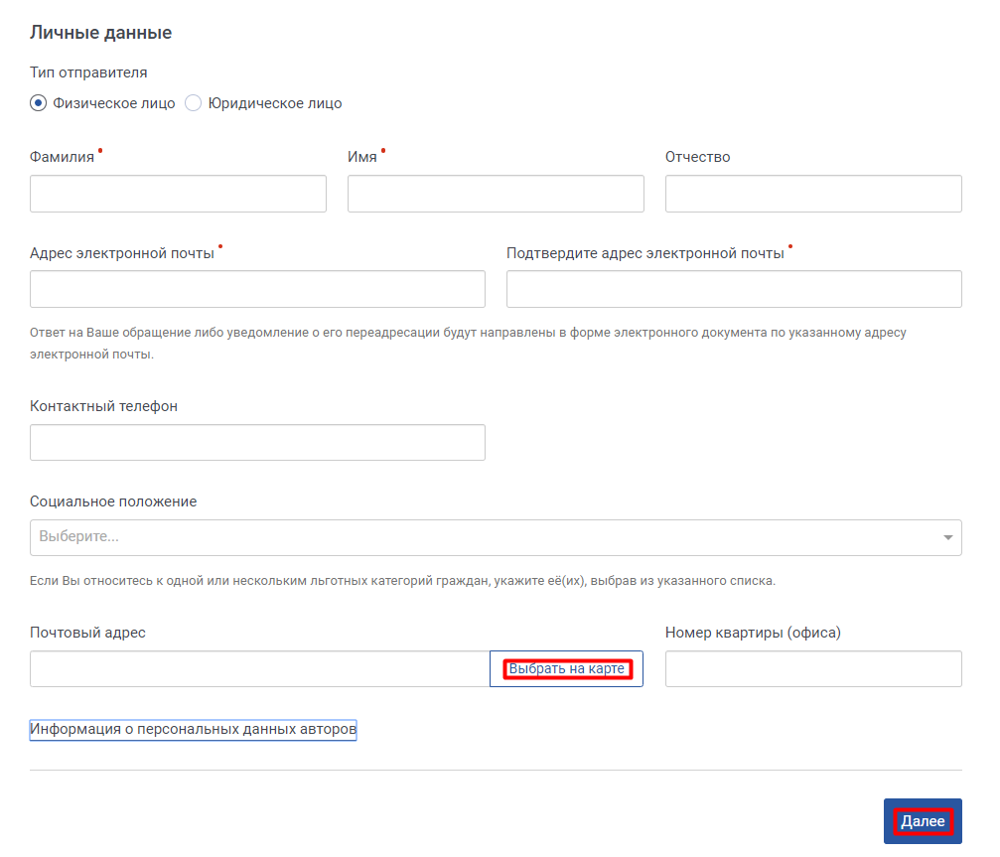 Личные данные
Тип отправителя
Физическое лицо Юридическое лицо
Фамилия Имя Отчество
Адрес электронной почты Подтвердите адрес электронной почты
Ответ на Ваше обращение либо уведомление о его переадресации будут направлены в форме электронного документа по указанному адресу
электронной почты.
Контактный телефон
Социальное положение
Выберите...
Если Вы относитесь к одной или нескольким льготных категорий граждан, укажите её(их), выбрав из указанного списка.
Почтовый адрес Номер квартиры (офиса)
Выбрать на карте
Информация о персональных данных авторов
Далее